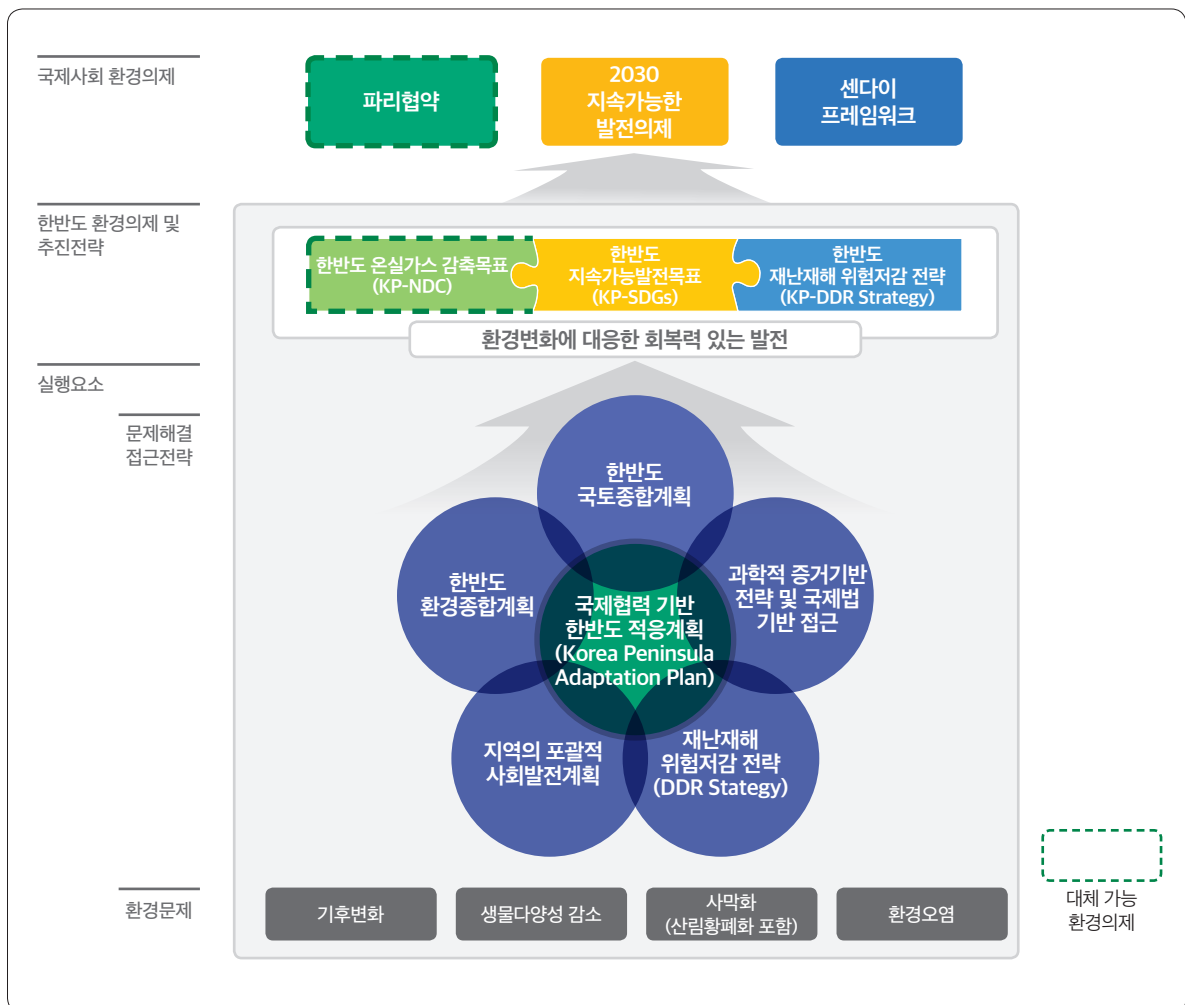 국제사회 환경의제
파리협약
2030
지속가능한
발전의제
센다이
프레임워크
한반도 환경의제 및
추진전략
한반도 온실가스 감축목표
(KP-NDC)
한반도
지속가능발전목표
(KP-SDGs)
한반도
재난재해 위험저감 전략
(KP-DDR Strategy)
환경변화에 대응한 회복력 있는 발전
실행요소
문제해결
접근전략
한반도
국토종합계획
한반도
환경종합계획
과학적 증거기반
전략 및 국제법
기반 접근
국제협력 기반
한반도 적응계획
(Korea Peninsula
Adaptation Plan)
지역의 포괄적
사회발전계획
재난재해
위험저감 전략
(DDR Stategy)
환경문제
기후변화
생물다양성 감소
사막화
(산림황폐화 포함)
환경오염
대체 가능
환경의제